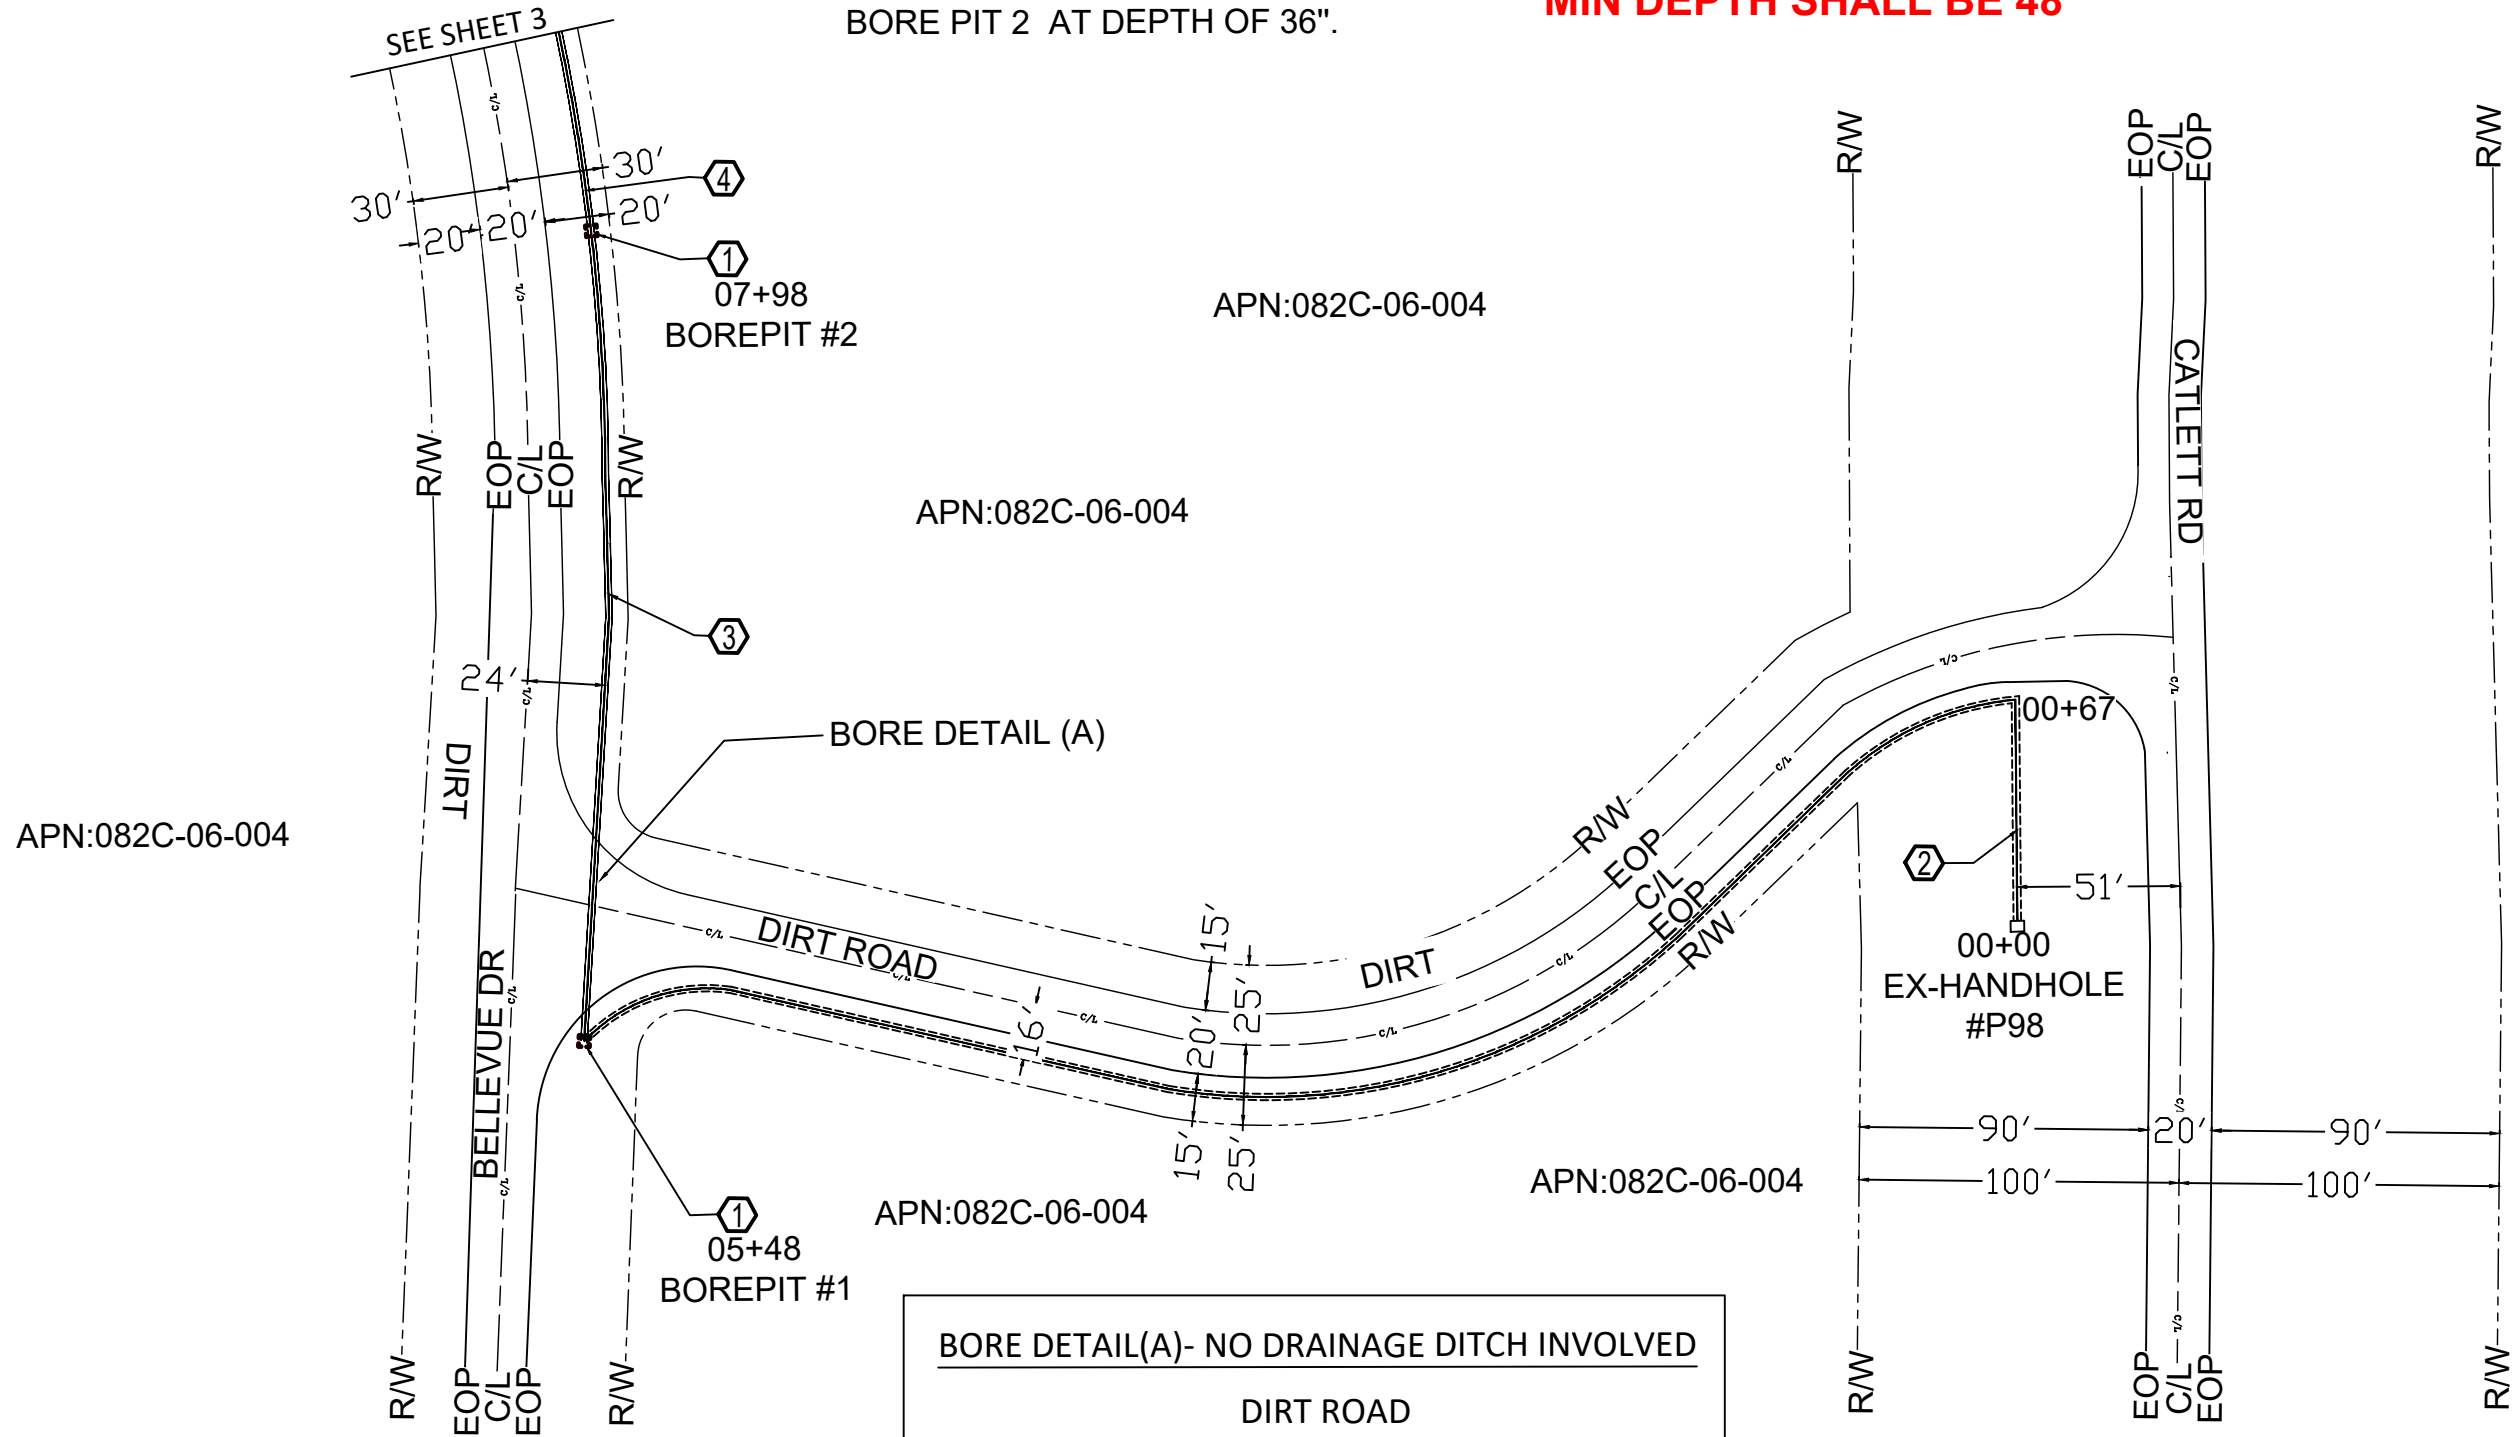 BORE PIT 2 AT DEPTH OF 36".
MIN DEPTH SHALL BE 48"
SEE SHEET 3
C/L
30'
30'
4
20'
20'
20'
1
07+98
BOREPIT #2
C/L
R/W
EOP
C/L
EOP
R/W
APN:082C-06-004
APN:082C-06-004
R/W
EOP
C/L
EOP
R/W
CATLETT RD
3
24'
C/L
BORE DETAIL (A)
DIRT
APN:082C-06-004
C/L
C/L
C/L
00+67
R/W
EOP
C/L
EOP
R/W
2
51'
00+00
EX-HANDHOLE
#P98
C/L
DIRT ROAD
C/L
DIRT
C/L
15'
25'
C/L
C/L
16'
20'
BELLEVUE DR
C/L
15'
25'
C/L
C/L
90'
20'
90'
100'
100'
APN:082C-06-004
APN:082C-06-004
1
05+48
BOREPIT #1
BORE DETAIL(A)- NO DRAINAGE DITCH INVOLVED
DIRT ROAD
C/L
R/W
EOP
C/L
EOP
R/W
R/W
EOP
C/L
EOP
R/W